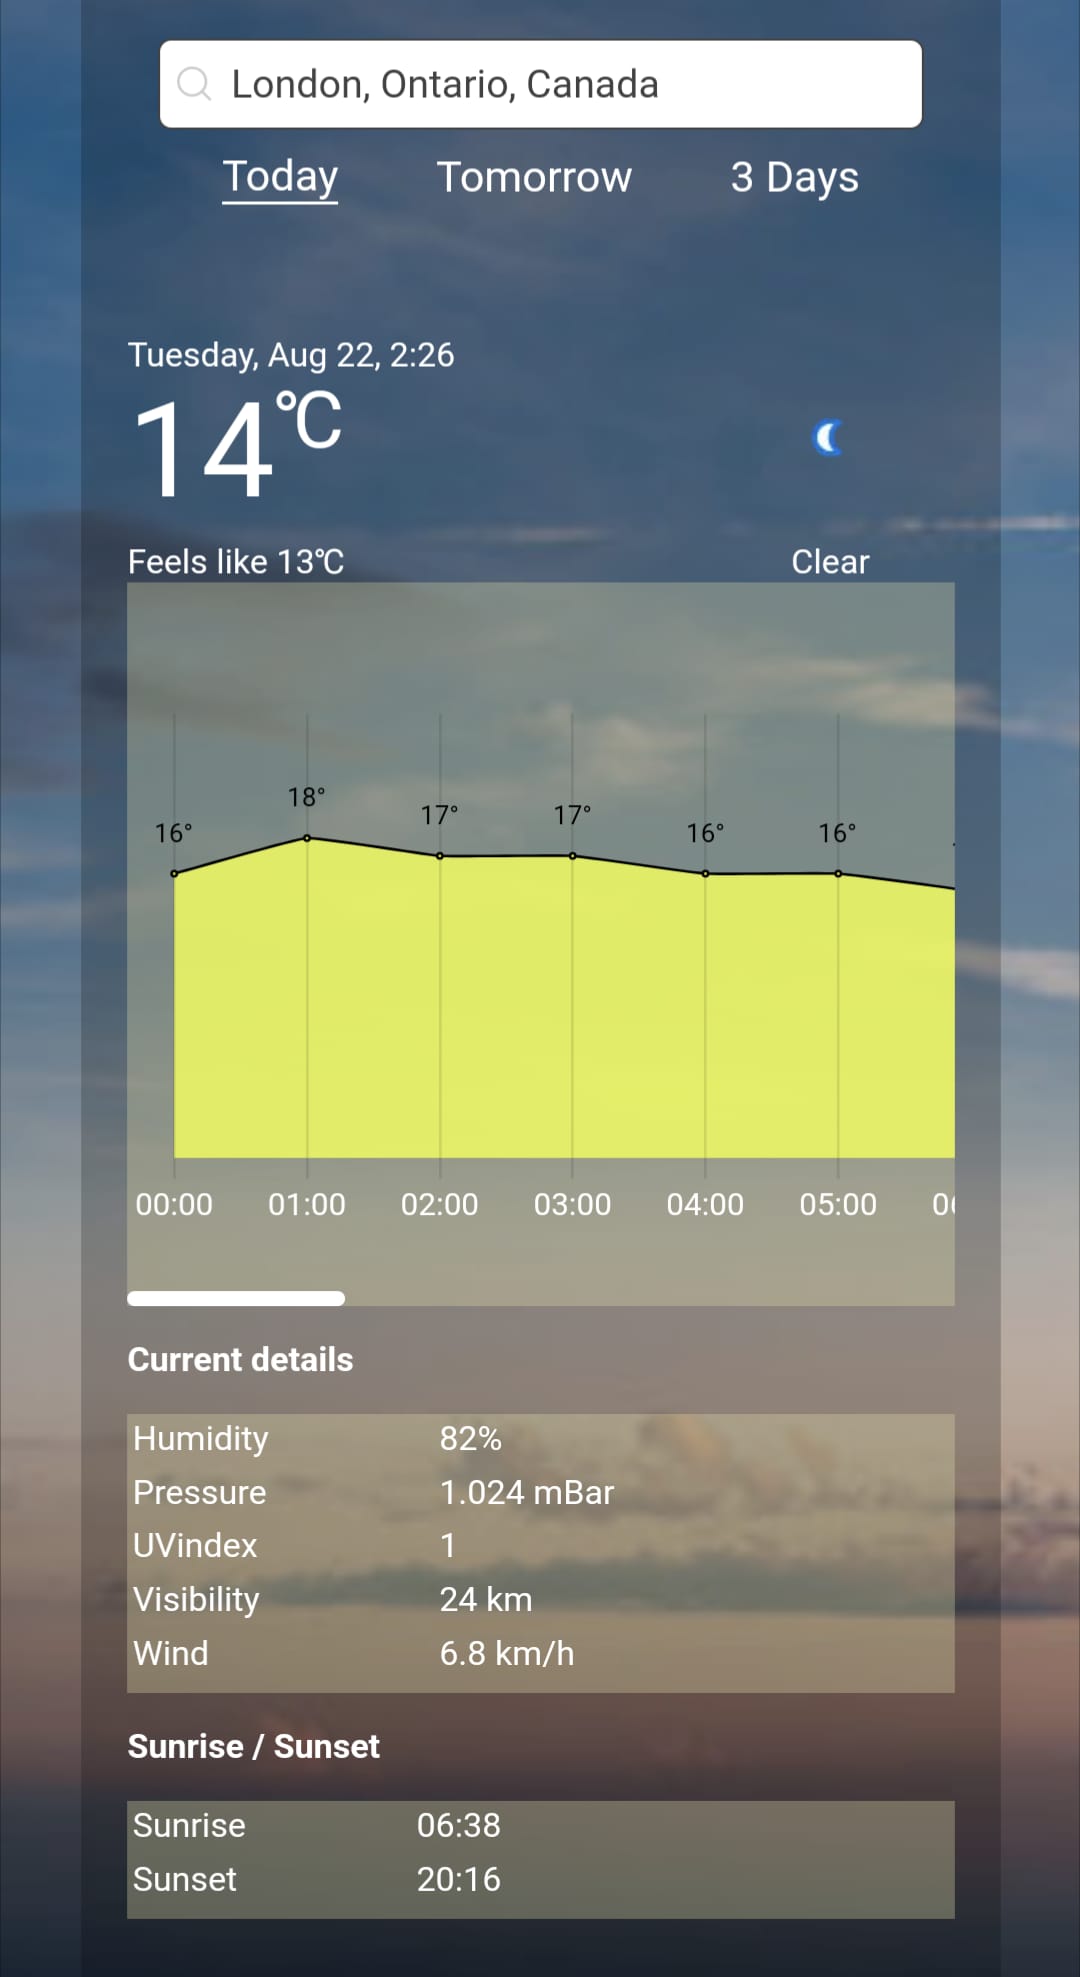 London, Ontario, Canada
Today Tomorrow 3 Days
Tuesday, Aug 22, 2:26
14℃
Feels like 13℃ Clear
18°
17° 17°
16° 16° 16°
00:00 01:00 02:00 03:00 04:00 05:00
Current details
Humidity 82%
Pressure 1.024 mBar
UVindex 1
Visibility 24 km
Wind 6.8 km/h
Sunrise / Sunset
Sunrise 06:38
Sunset 20:16